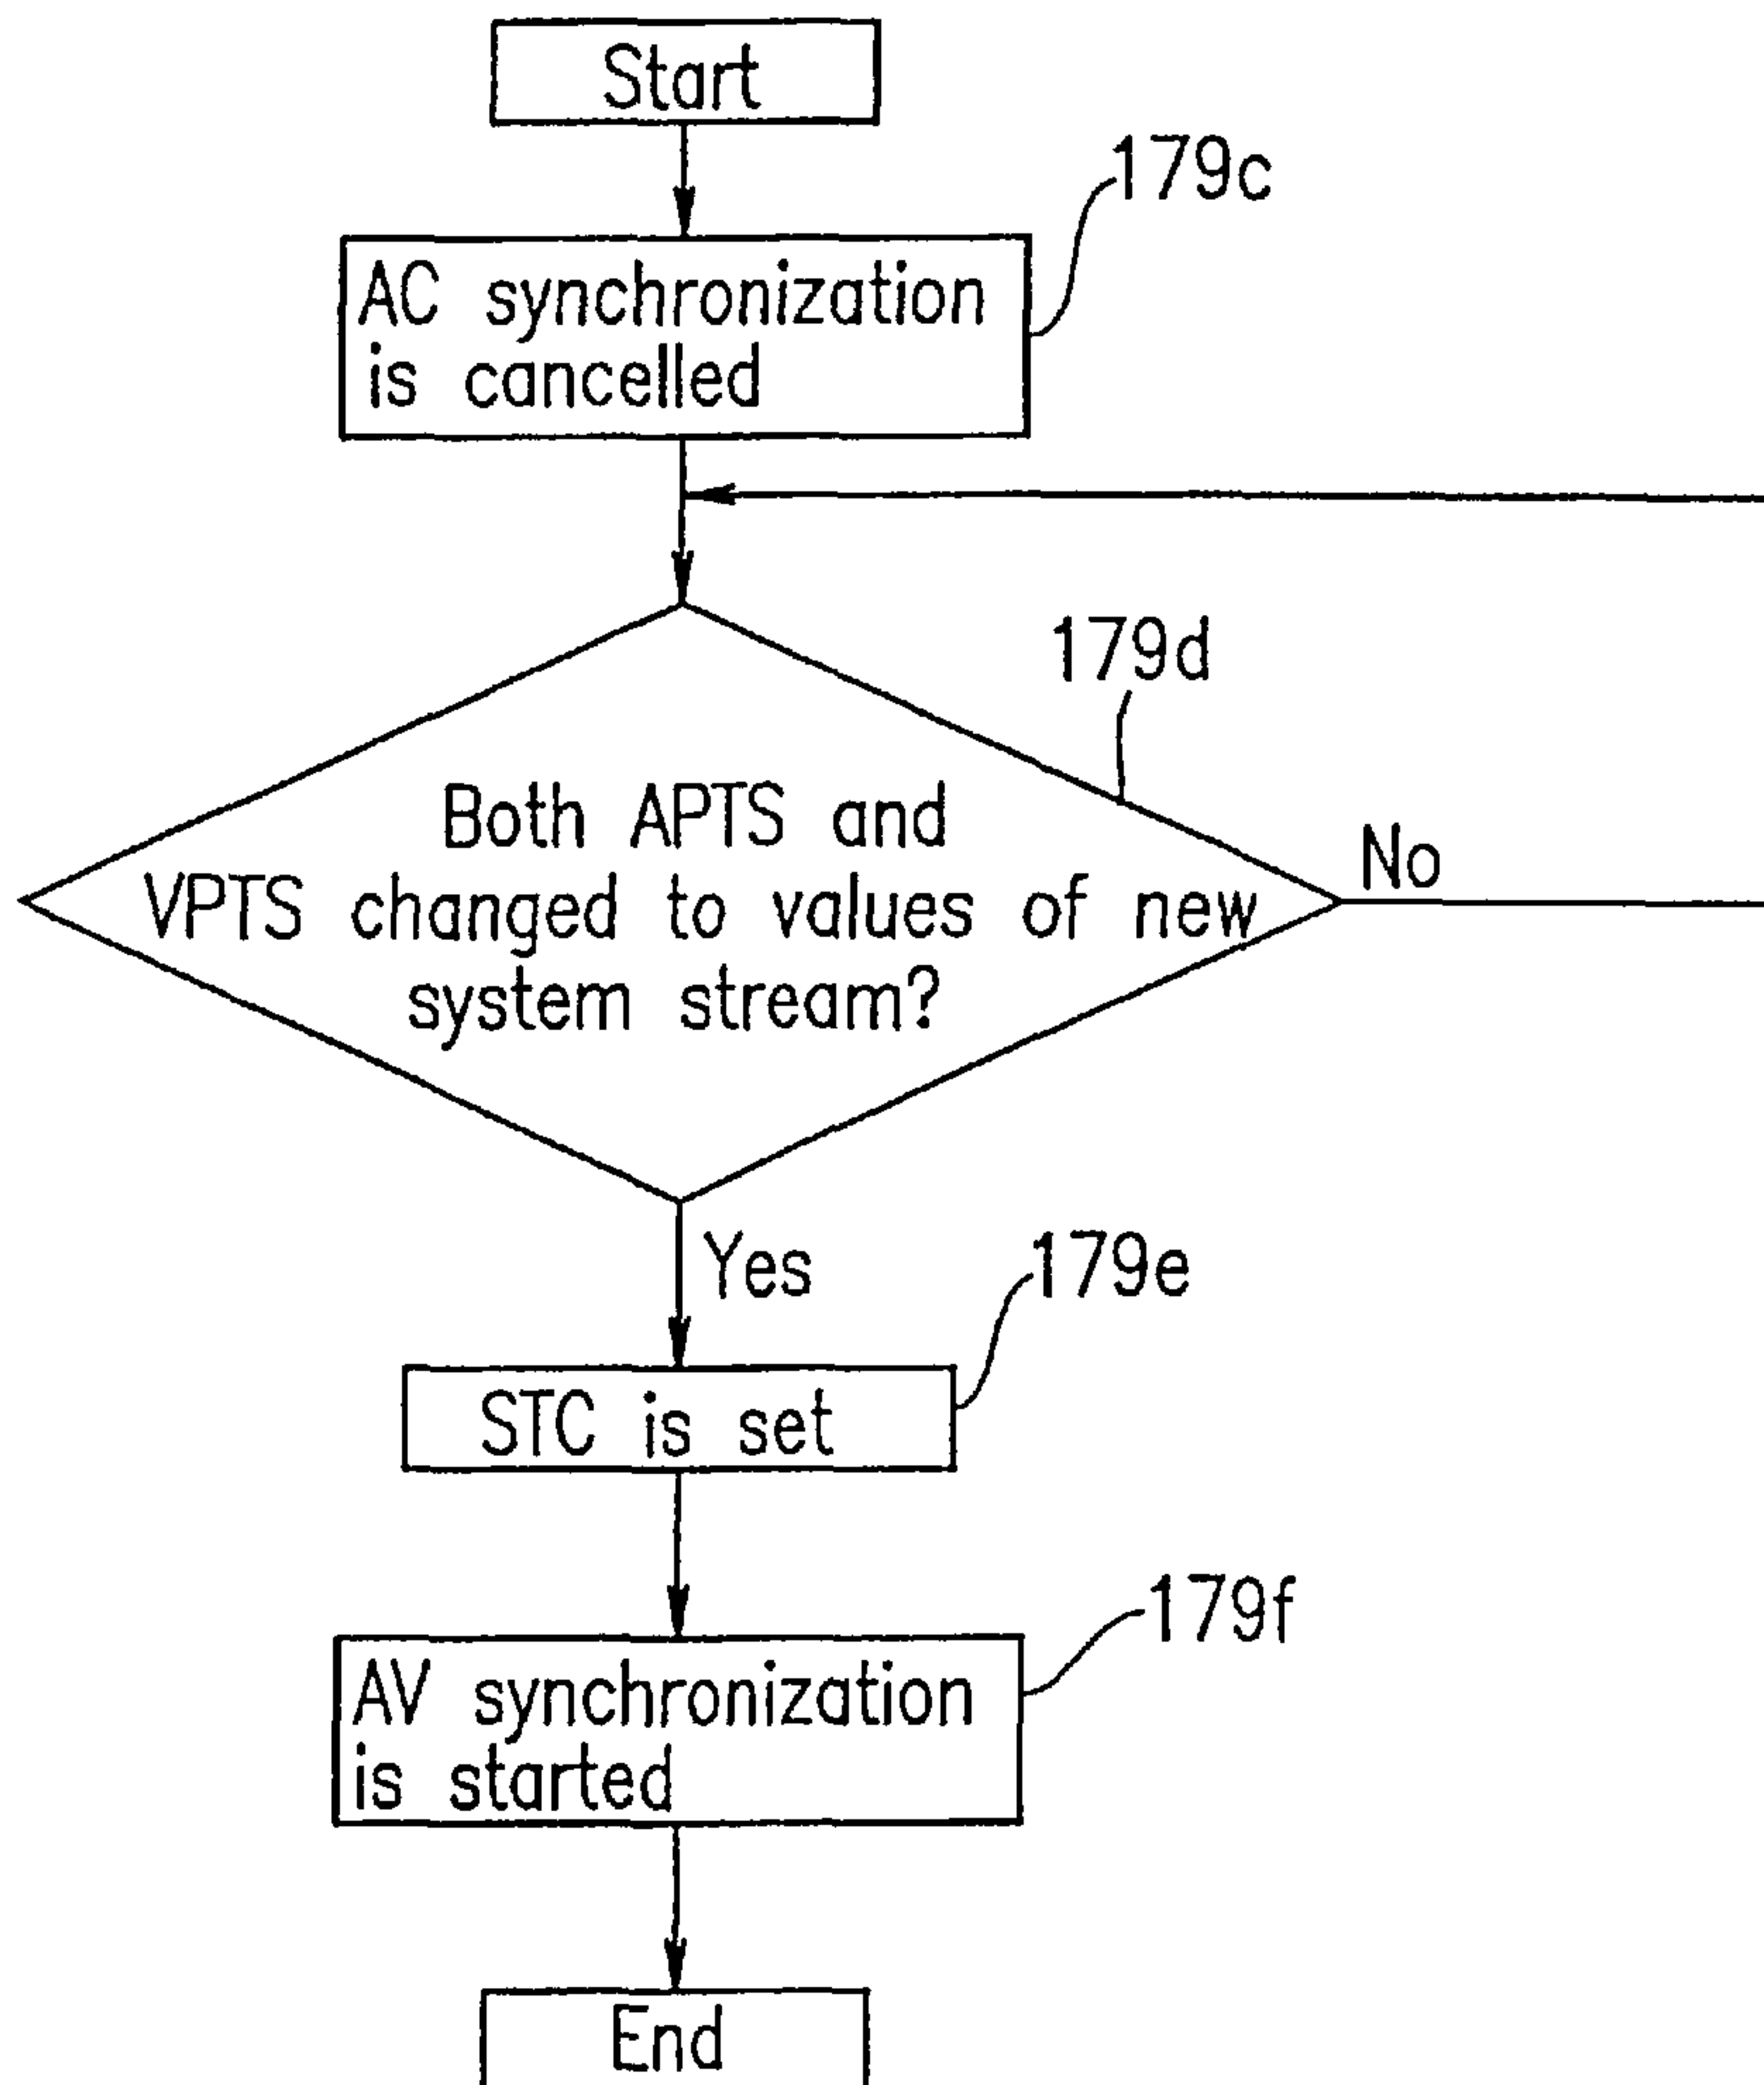 Start
179c
AC synchronization
is cancelled
179d
Both APTS and
No
VPTS changed to values of new
system stream?
Yes
179e
STC is set
179f
AV synchronization
is started
End